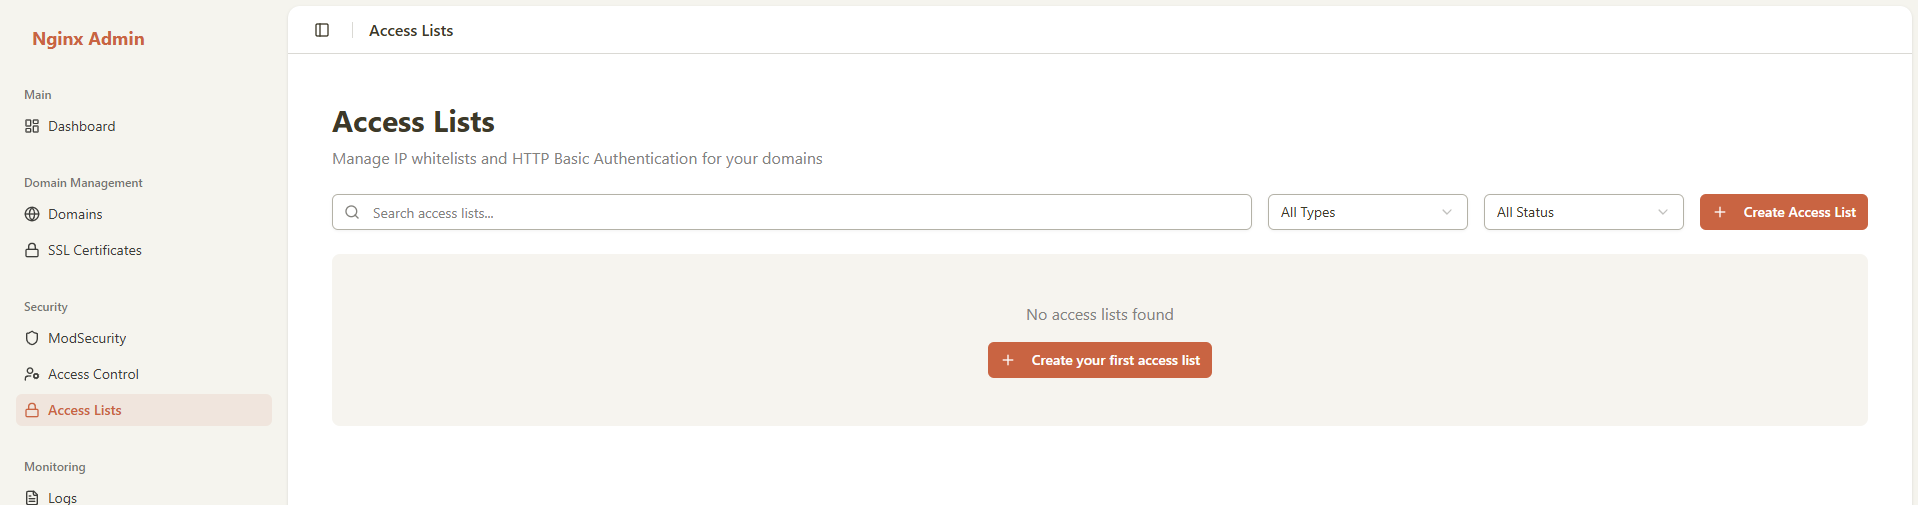 Nginx Admin
Main
Dashboard
Domain Management
Domains
SSL Certificates
Security
ModSecurity
Access Control
Access Lists
Monitoring
Logs
Access Lists
Access Lists
Manage IP whitelists and HTTP Basic Authentication for your domains
Search access lists...
All Types
All Status
Create Access List
No access lists found
Create your first access list